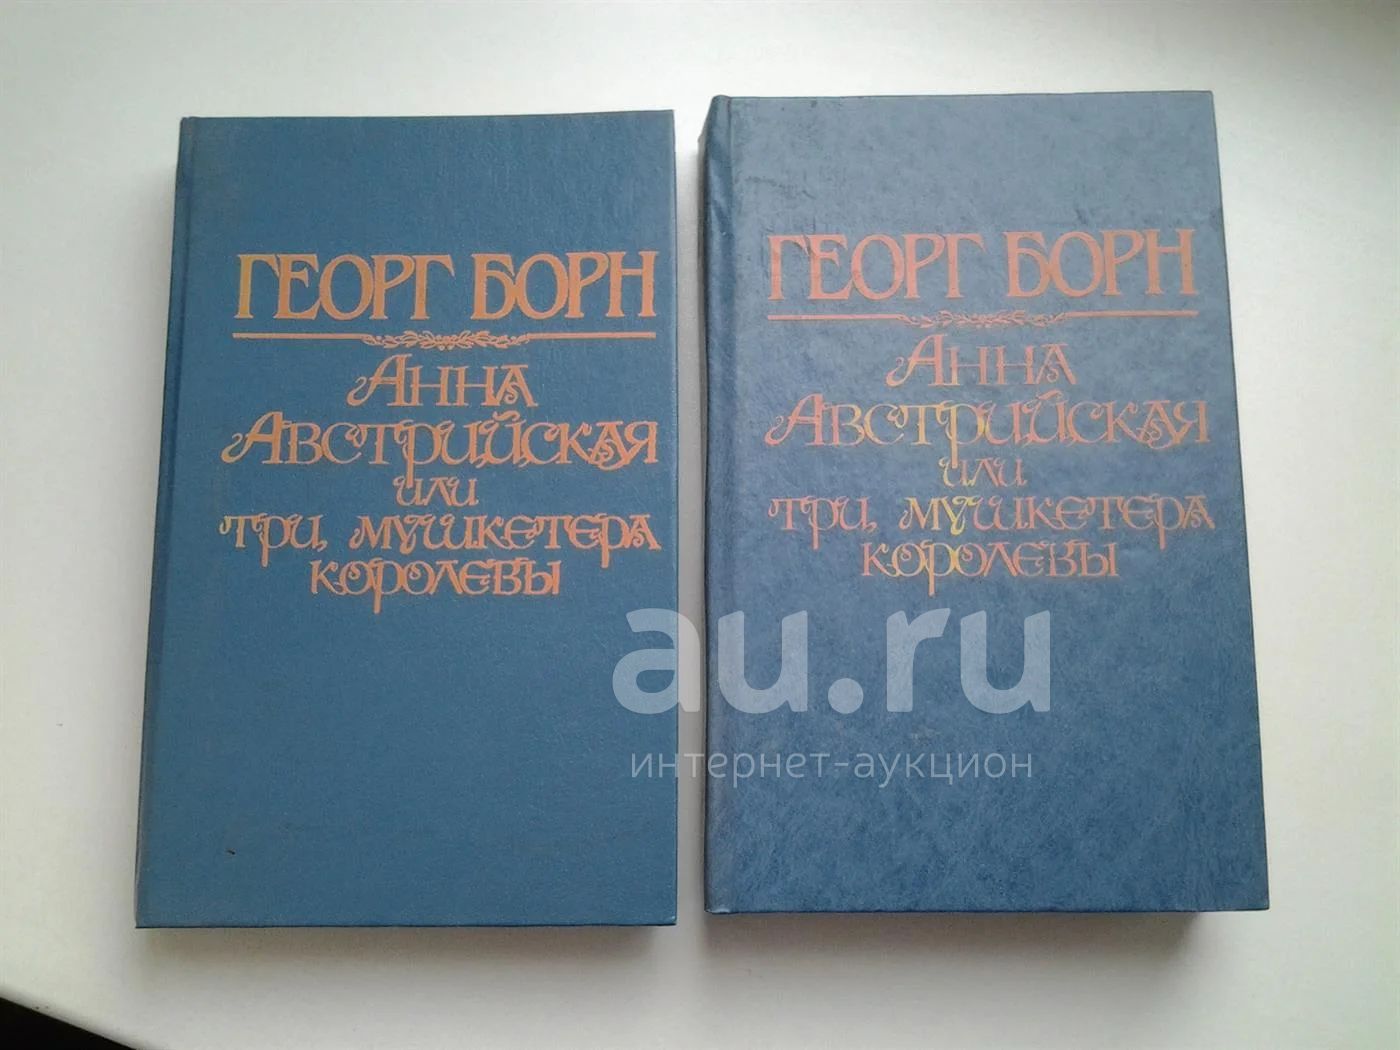 ГЕОРГ БОРН
АННА
АВСТРИЙСКАЯ
ИЛИ
ТРИ МУШКЕТЕРА
КОРОЛЕВЫ
ГЕОРГ БОРН
АННА
АВСТРИЙСКАЯ
ИЛИ
ТРИ МУШКЕТЕРА
КОРОЛЕВЫ
au.ru
интернет-аукцион